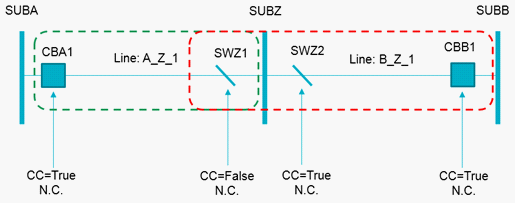 SUBA
SUBZ
SUBB
CBA1
Line: A_Z_1
SWZ1
SWZ2
Line: B_Z_1
CBB1
CC=True
N.C.
CC=False
N.C.
CC=True
N.C.
CC=True
N.C.